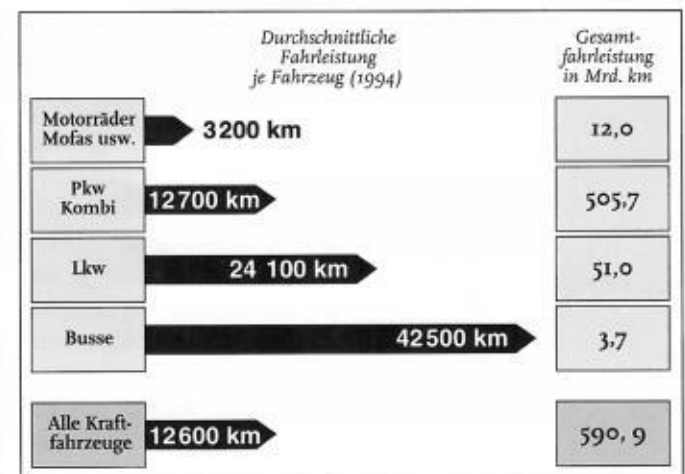 Durchschnittliche
Fahrleistung
je Fahrzeug (1994)
Gesamt-
fahrleistung
in Mrd. km
Motorräder
Mofas usw.
3200 km
12,0
Pkw
Kombi
12700 km
505,7
Lkw
24 100 km
51,0
Busse
42500 km
3,7
Alle Kraft-
fahrzeuge
12600 km
590, 9